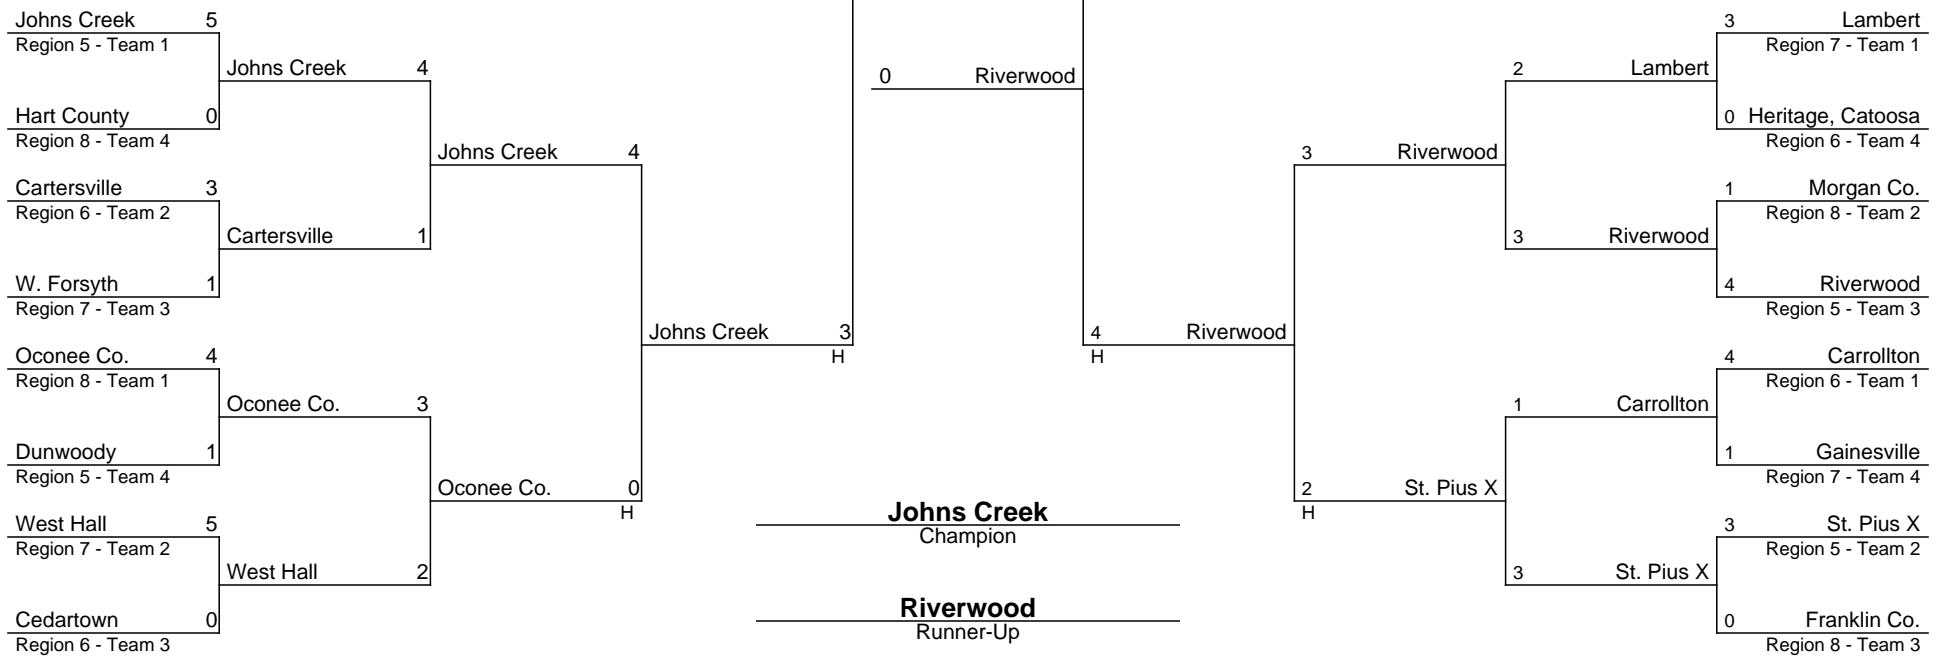 Johns Creek 5
Region 5 - Team 1
Hart County 0
Region 8 - Team 4
Cartersville 3
Region 6 - Team 2
W. Forsyth 1
Region 7 - Team 3
Oconee Co. 4
Region 8 - Team 1
Dunwoody 1
Region 5 - Team 4
West Hall 5
Region 7 - Team 2
Cedartown 0
Region 6 - Team 3
Johns Creek 4
Cartersville 1
Oconee Co. 3
West Hall 2
Johns Creek 4
Oconee Co. 0
H
Johns Creek 3
H
0 Riverwood
Johns Creek
Champion
Riverwood
Runner-Up
4 Riverwood
H
3 Riverwood
2 St. Pius X
H
2 Lambert
3 Riverwood
1 Carrollton
3 St. Pius X
3 Lambert
Region 7 - Team 1
0 Heritage, Catoosa
Region 6 - Team 4
1 Morgan Co.
Region 8 - Team 2
4 Riverwood
Region 5 - Team 3
4 Carrollton
Region 6 - Team 1
1 Gainesville
Region 7 - Team 4
3 St. Pius X
Region 5 - Team 2
0 Franklin Co.
Region 8 - Team 3